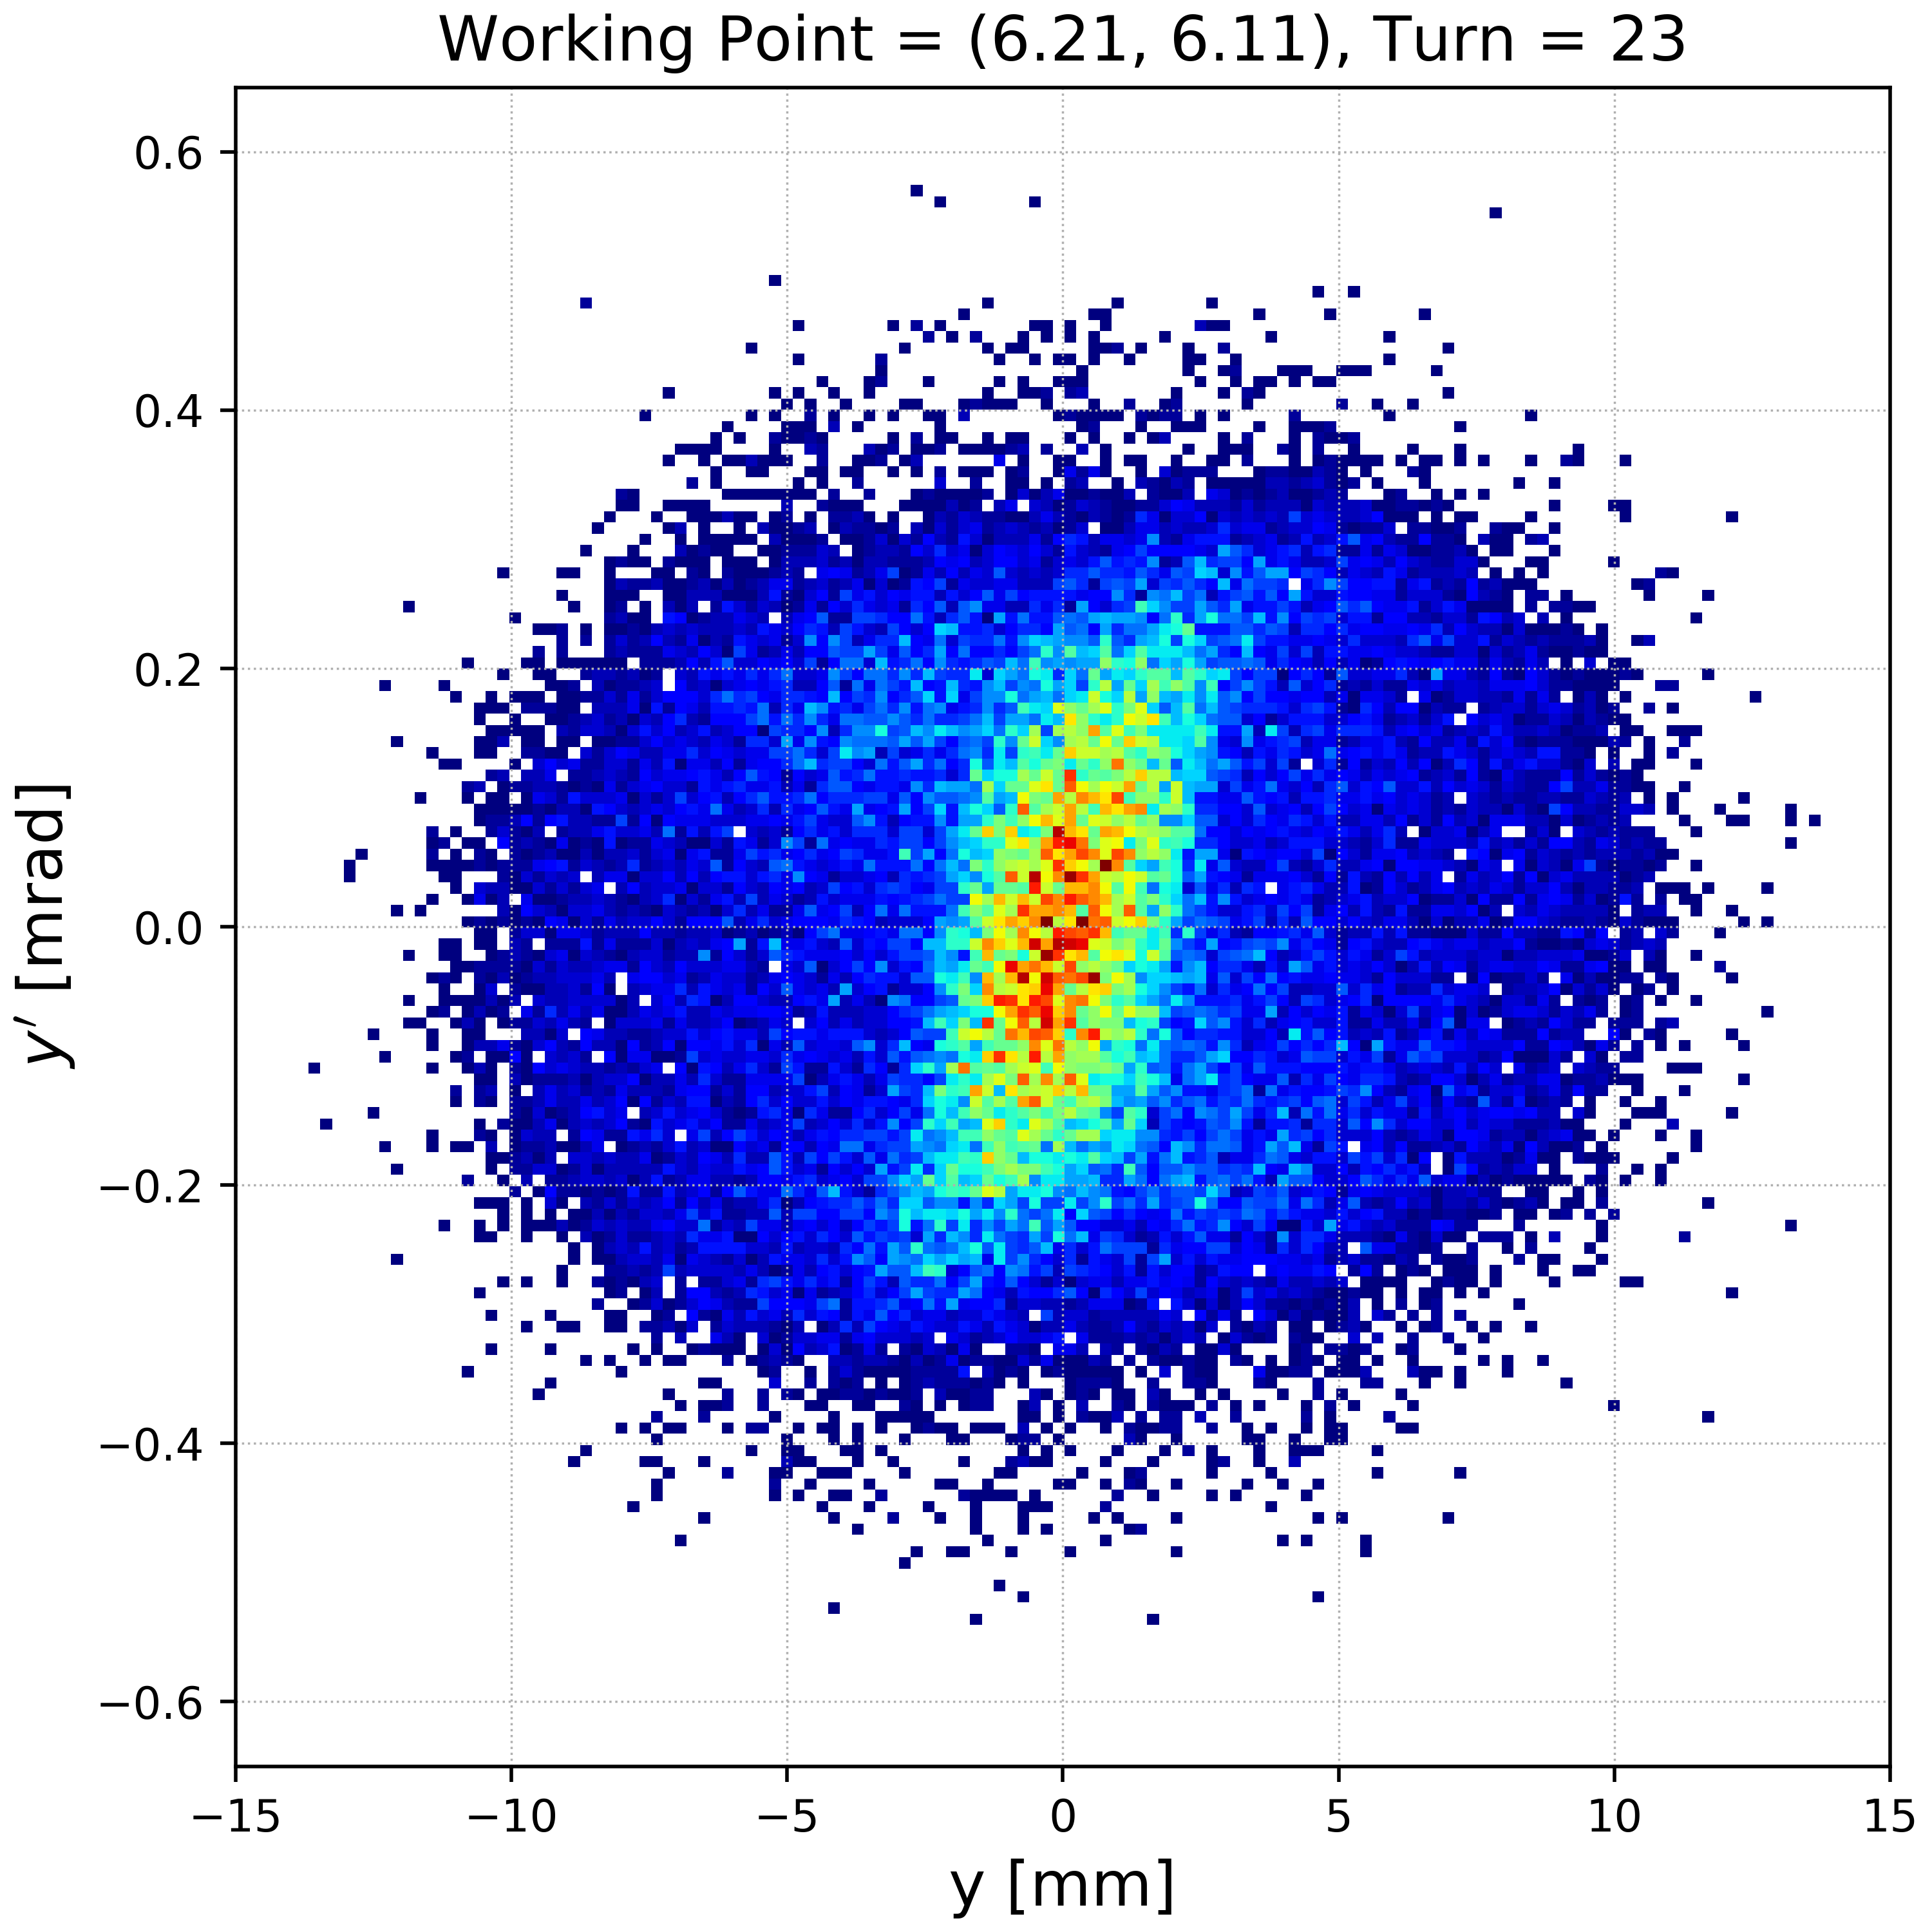 Working Point = (6.21, 6.11), Turn = 23
0.6
0.4
0.2
0.0
−0.2
−0.4
−0.6
y′ [mrad]
−15 −10 −5 0 5 10 15
y [mm]